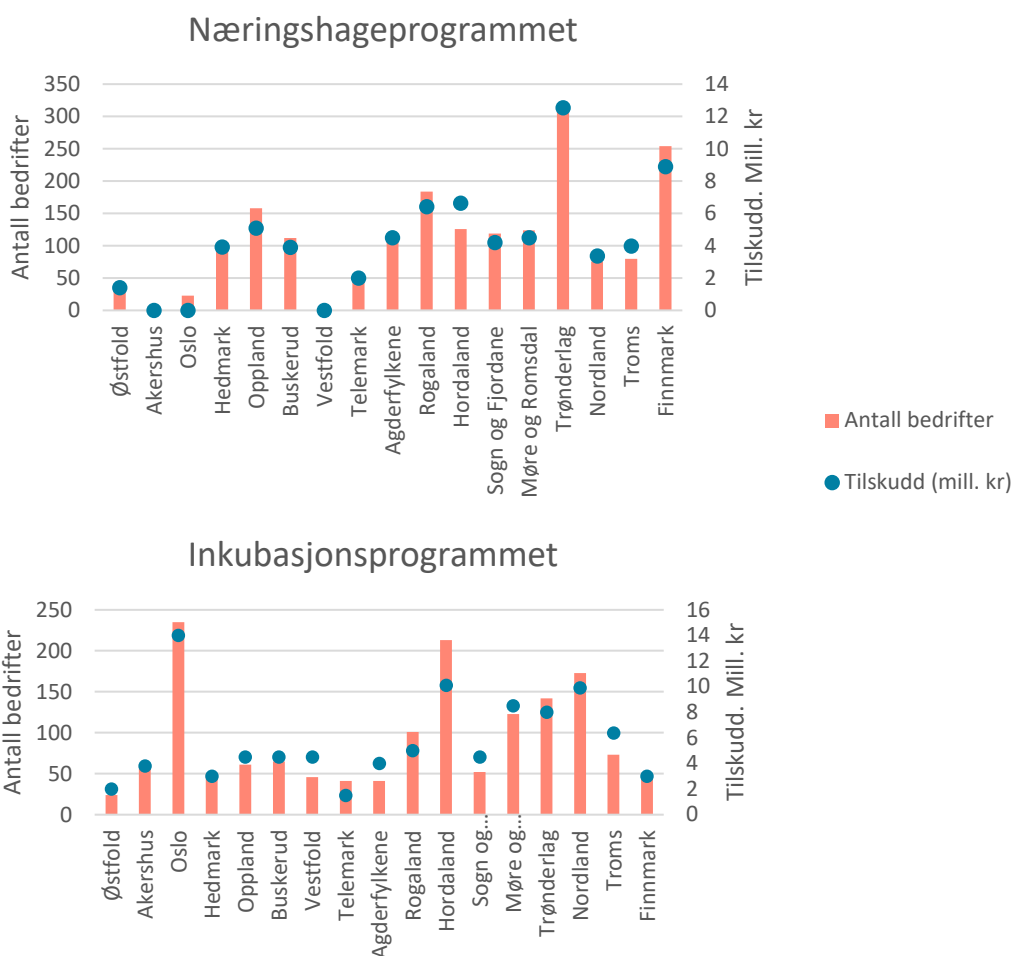 Næringshageprogrammet
Antall bedrifter
350
300
250
200
150
100
50
0
14
12
10
8
6
4
2
0
Tilskudd. Mill. kr
Østfold
Akershus
Oslo
Hedmark
Oppland
Buskerud
Vestfold
Telemark
Agderfylkene
Rogaland
Hordaland
Sogn og Fjordane
Møre og Romsdal
Trønderlag
Nordland
Troms
Finnmark
Antall bedrifter
Tilskudd (mill. kr)
Inkubasjonsprogrammet
Antall bedrifter
250
200
150
100
50
0
16
14
12
10
8
6
4
2
0
Tilskudd. Mill. kr
Østfold
Akershus
Oslo
Hedmark
Oppland
Buskerud
Vestfold
Telemark
Agderfylkene
Rogaland
Hordaland
Sogn og...
Møre og...
Trønderlag
Nordland
Troms
Finnmark